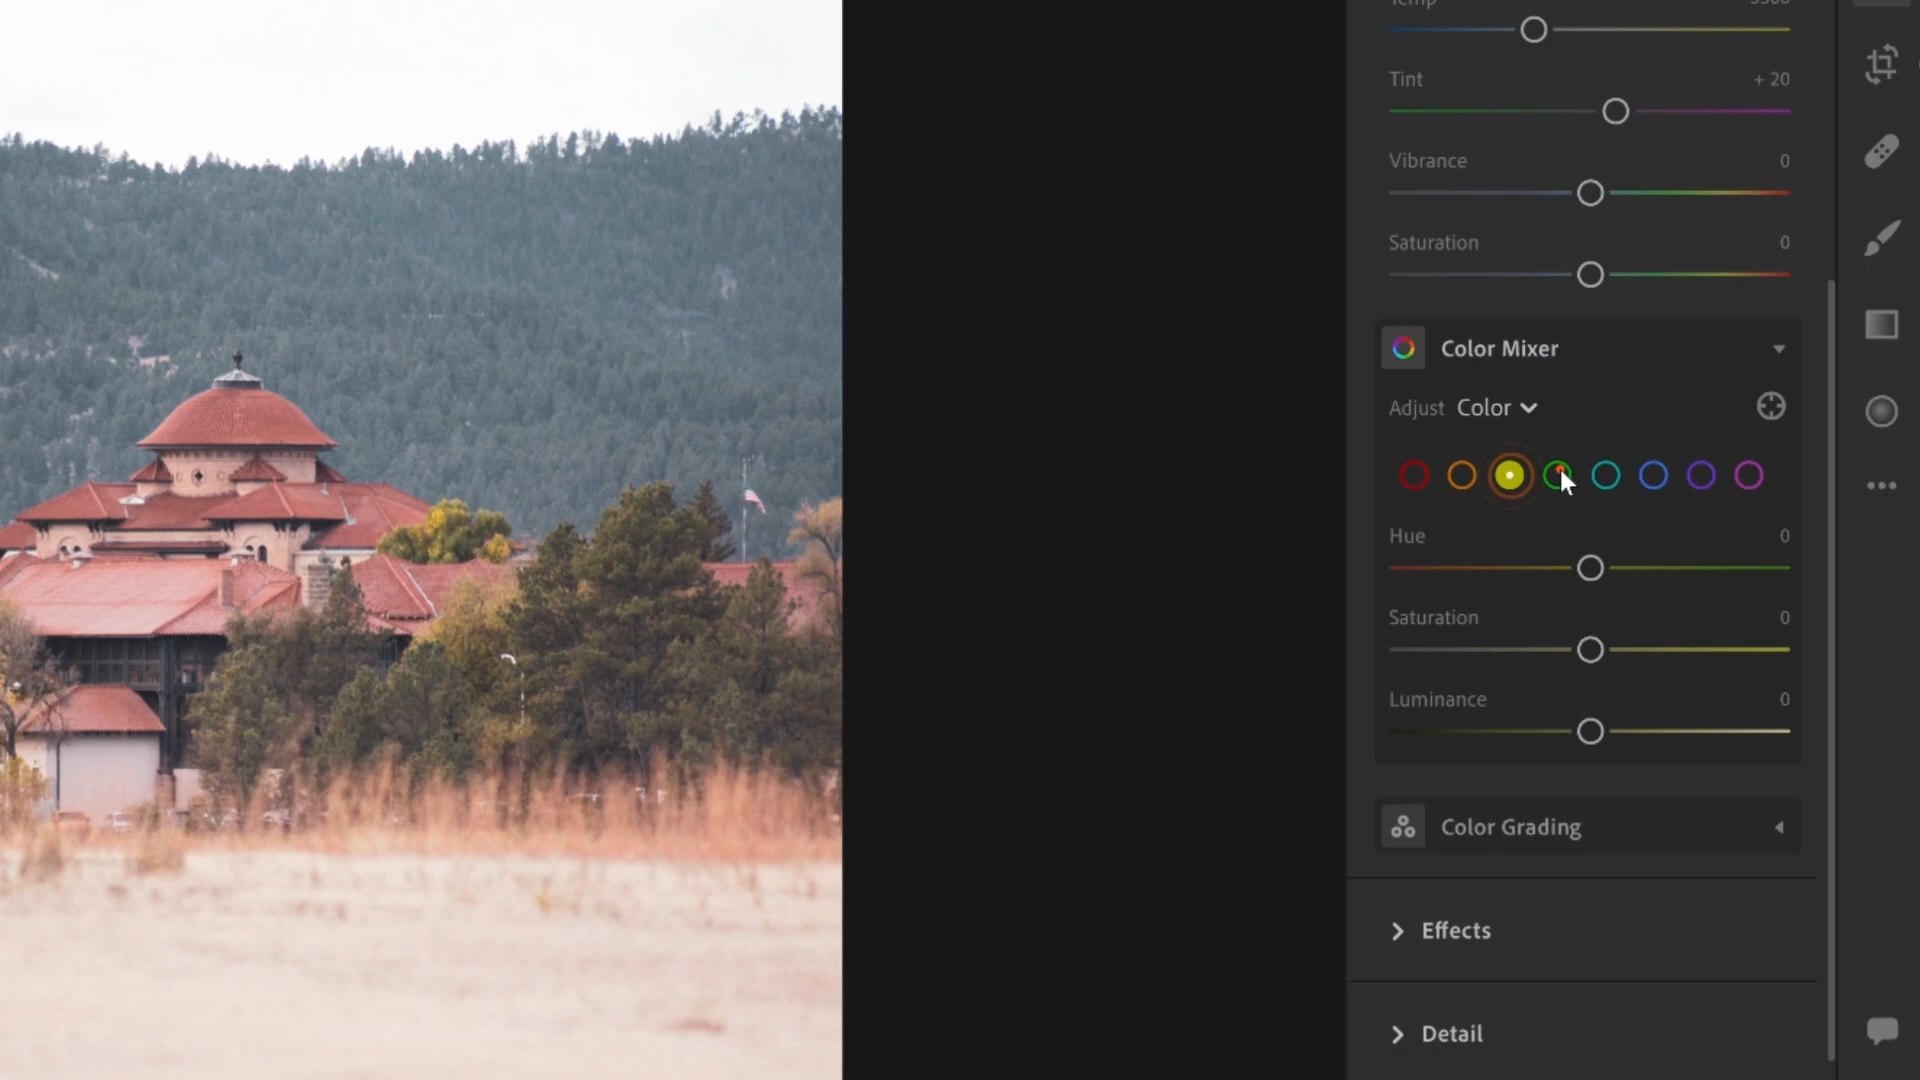 Tint + 20
Vibrance 0
Saturation 0
Color Mixer
Adjust Color
Hue 0
Saturation 0
Luminance 0
Color Grading
Effects
Detail